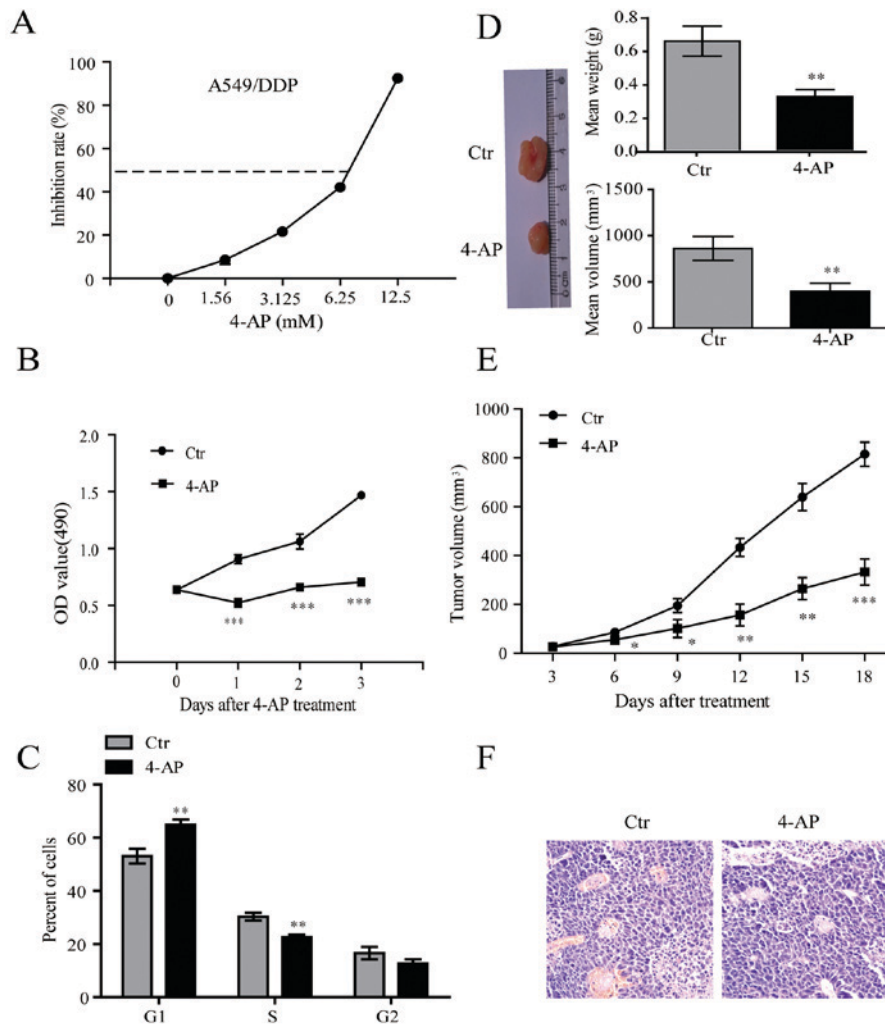 A
A549/DDP
Inhibition rate (%)
100
80
60
40
20
0
0 1.56 3.125 6.25 12.5
4-AP (mM)
D
Ctr
4-AP
0 cm
Mean weight (g)
0.8
0.6
0.4
0.2
0.0
**
Ctr 4-AP
Mean volume (mm³)
1500
1000
500
0
**
Ctr 4-AP
B
Ctr
4-AP
OD value(490)
2.0
1.5
1.0
0.5
0.0
*** *** ***
0 1 2 3
Days after 4-AP treatment
E
Ctr
4-AP
Tumor volume (mm³)
1000
800
600
400
200
0
* * ** ** ***
3 6 9 12 15 18
Days after treatment
C
Ctr
4-AP
Percent of cells
80
60
40
20
0
** **
G1 S G2
F
Ctr 4-AP